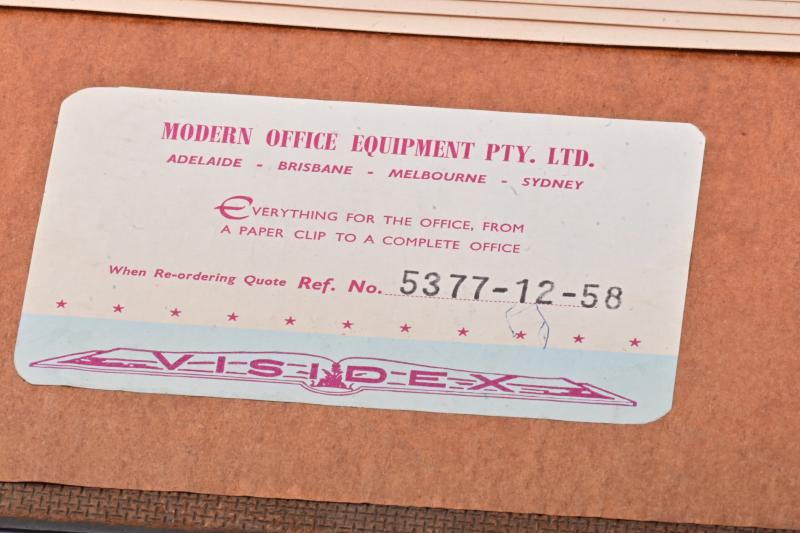 MODERN OFFICE EQUIPMENT PTY. LTD.
ADELAIDE - BRISBANE - MELBOURNE - SYDNEY
EVERYTHING FOR THE OFFICE, FROM
A PAPER CLIP TO A COMPLETE OFFICE
When Re-ordering Quote Ref. No. 5377-12-58
VISIDEX